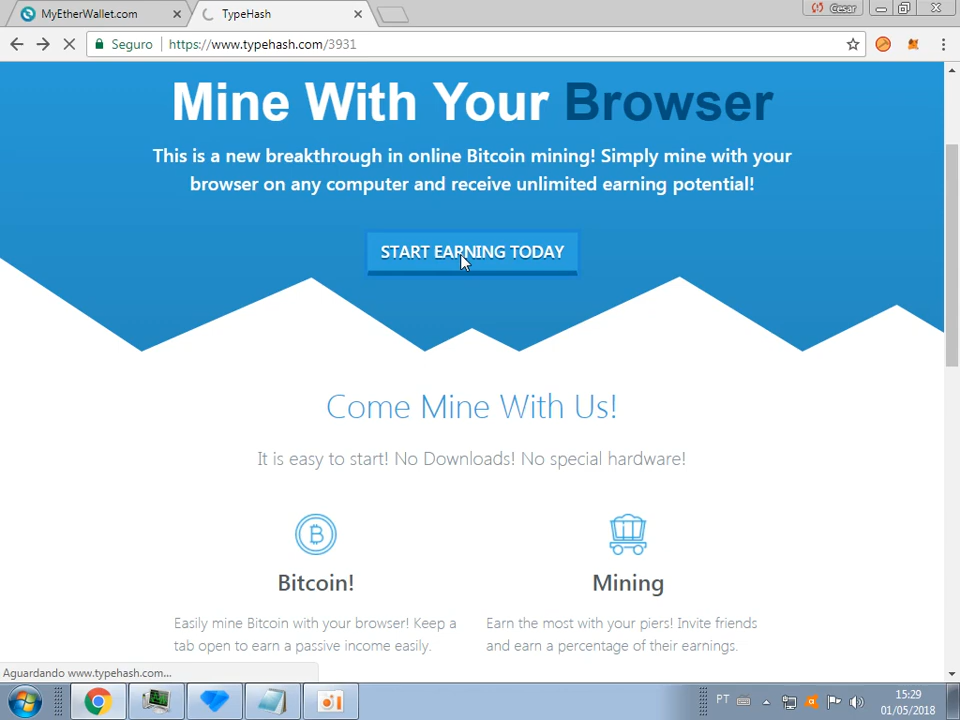 MyEtherWallet.com
TypeHash
Cesar
Seguro
https://www.typehash.com/3931
Mine With Your Browser
This is a new breakthrough in online Bitcoin mining! Simply mine with your
browser on any computer and receive unlimited earning potential!
START EARNING TODAY
Come Mine With Us!
It is easy to start! No Downloads! No special hardware!
Bitcoin!
Mining
Easily mine Bitcoin with your browser! Keep a
tab open to earn a passive income easily.
Earn the most with your piers! Invite friends
and earn a percentage of their earnings.
Aguardando www.typehash.com...
PT
15:29
01/05/2018